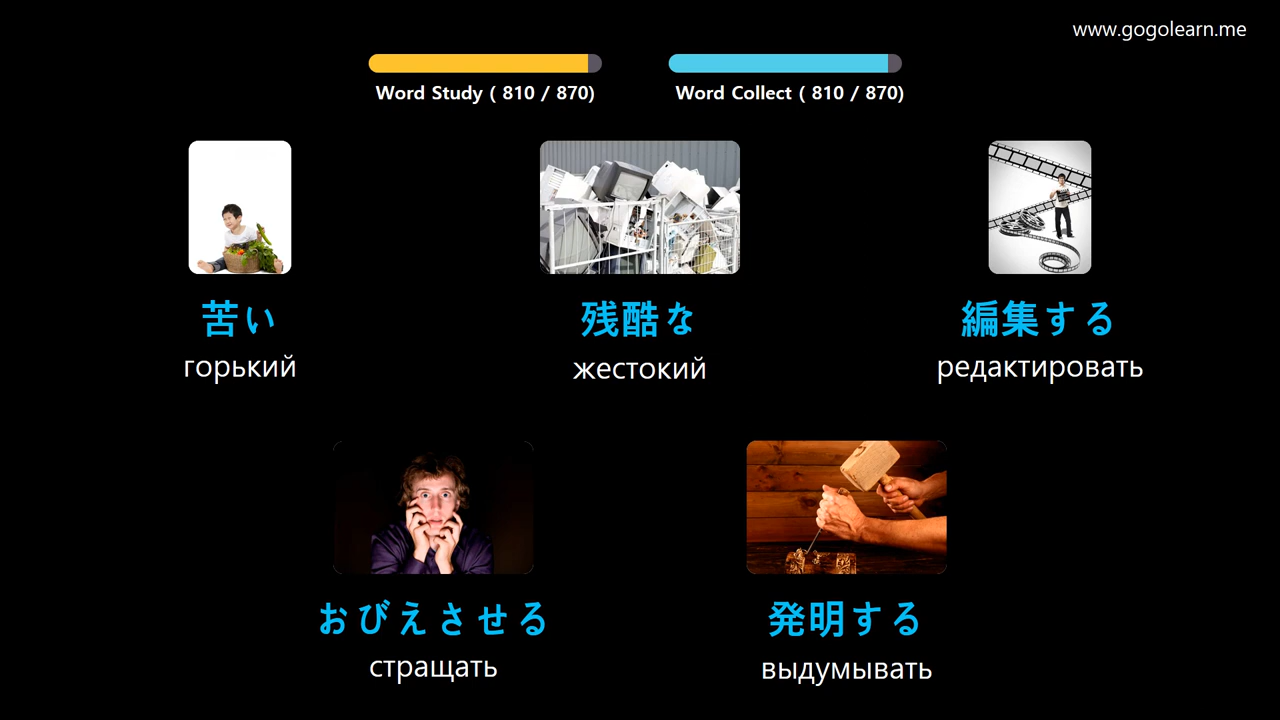 www.gogolearn.me
Word Study ( 810 / 870)
Word Collect ( 810 / 870)
苦い
горький
残酷な
жестокий
編集する
редактировать
おびえさせる
стращать
発明する
выдумывать